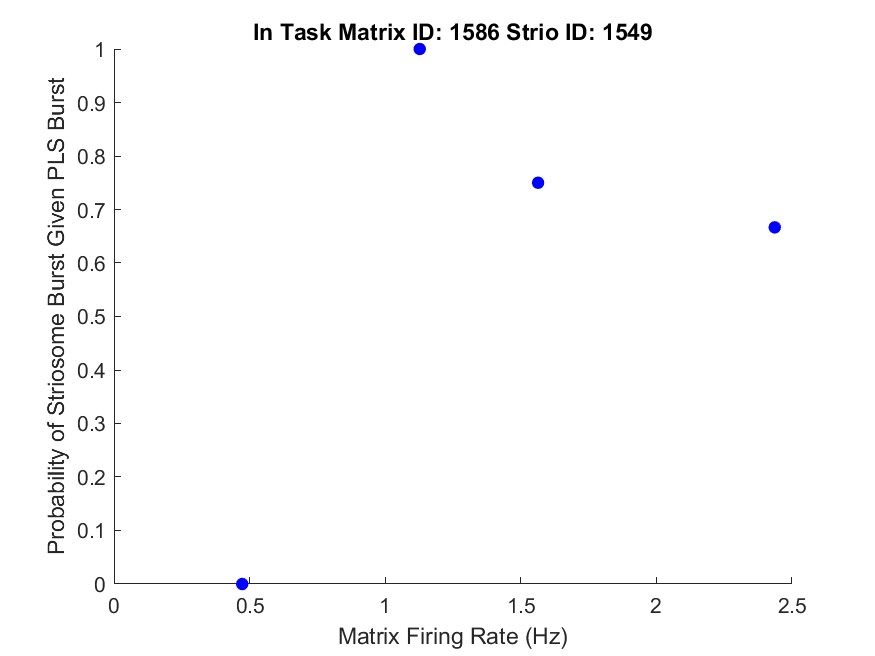 In Task Matrix ID: 1586 Strio ID: 1549
Probability of Striosome Burst Given PLS Burst
1
0.9
0.8
0.7
0.6
0.5
0.4
0.3
0.2
0.1
0
0 0.5 1 1.5 2 2.5
Matrix Firing Rate (Hz)